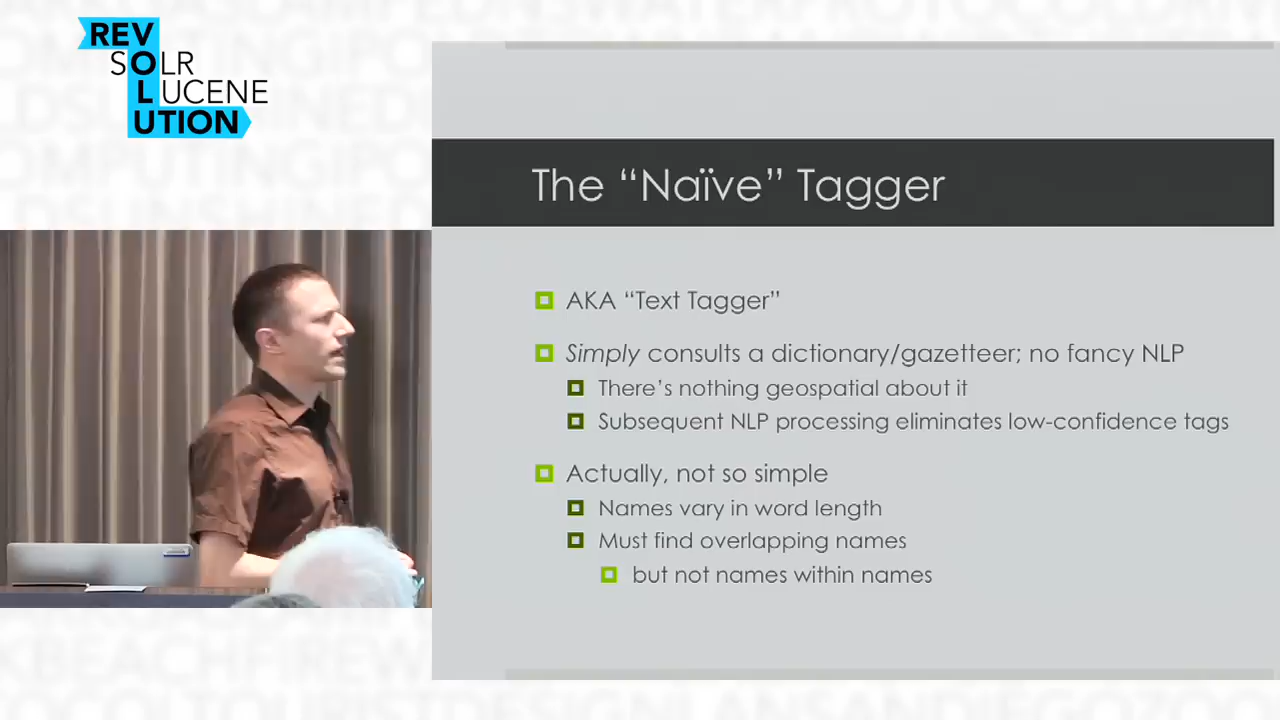 REV
SOLR
LUCENE
UTION
The “Naïve” Tagger
AKA “Text Tagger”
Simply consults a dictionary/gazetteer; no fancy NLP
There’s nothing geospatial about it
Subsequent NLP processing eliminates low-confidence tags
Actually, not so simple
Names vary in word length
Must find overlapping names
but not names within names